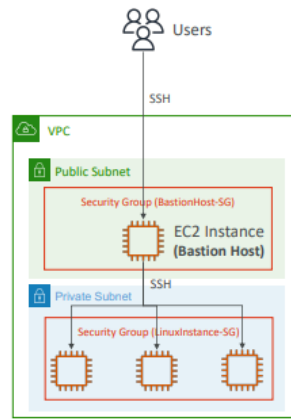 Users
SSH
VPC
Public Subnet
Security Group (BastionHost-SG)
EC2 Instance
(Bastion Host)
SSH
Private Subnet
Security Group (LinuxInstance-SG)